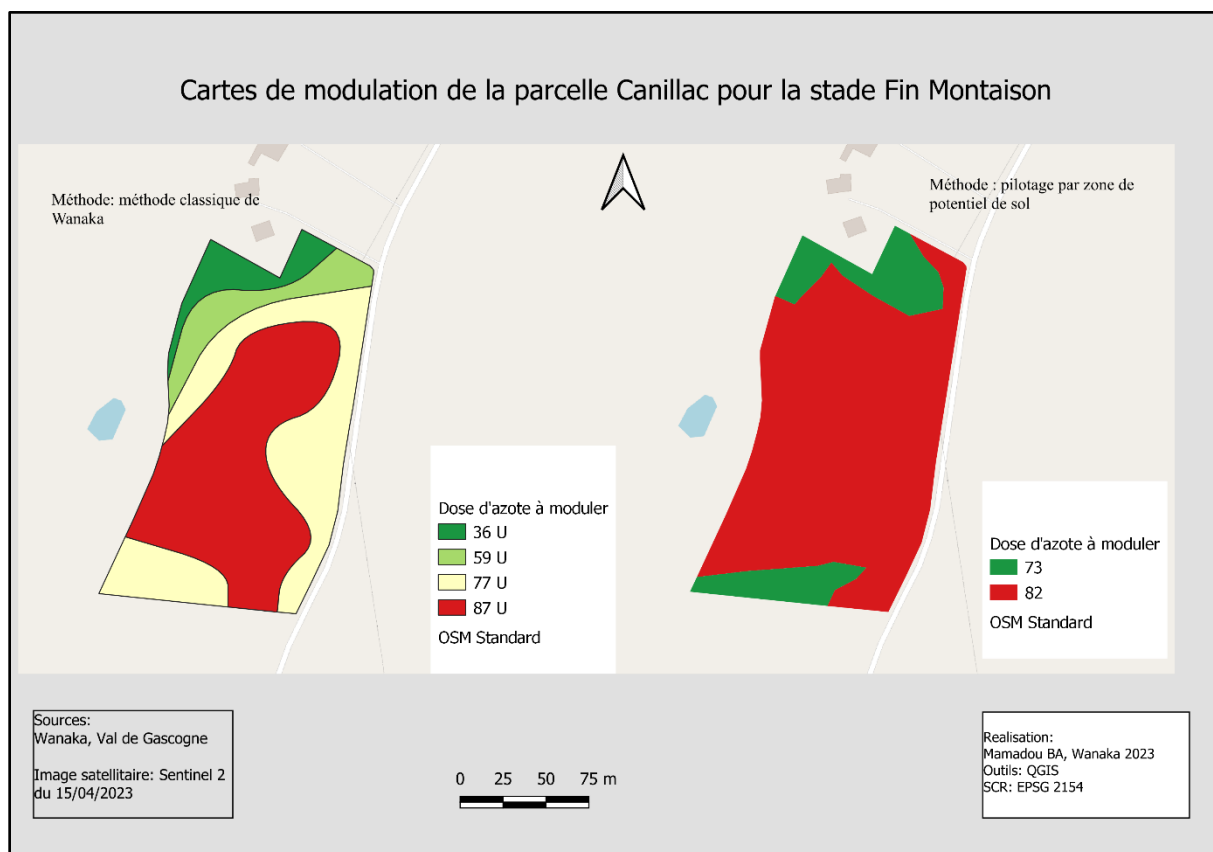 Cartes de modulation de la parcelle Canillac pour la stade Fin Montaison
Méthode: méthode classique de
Wanaka
Méthode : pilotage par zone de
potentiel de sol
Dose d'azote à moduler
36 U
59 U
77 U
87 U
OSM Standard
Dose d'azote à moduler
73
82
OSM Standard
Sources:
Wanaka, Val de Gascogne
Image satellitaire: Sentinel 2
du 15/04/2023
0 25 50 75 m
Realisation:
Mamadou BA, Wanaka 2023
Outils: QGIS
SCR: EPSG 2154